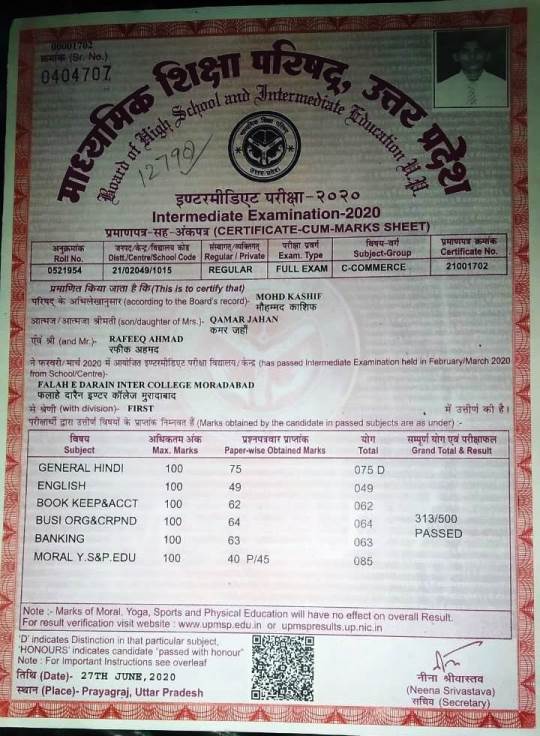 00001702
क्रमांक (Sr. No.)
0404707
माध्यमिक शिक्षा परिषद्, उत्तर प्रदेश
Board of High School and Intermediate Education U.P.
इण्टरमीडिएट परीक्षा-२०२०
Intermediate Examination-2020
प्रमाणपत्र-सह-अंकपत्र (CERTIFICATE-CUM-MARKS SHEET)
अनुक्रमांक जनपद/केन्द्र/विद्यालय कोड संस्थागत/व्यक्तिगत परीक्षा प्रवर्ग विषय-वर्ग प्रमाणपत्र क्रमांक
Roll No. Distt./Centre/School Code Regular / Private Exam. Type Subject-Group Certificate No.
0521954 21/02049/1015 REGULAR FULL EXAM C-COMMERCE 21001702
प्रमाणित किया जाता है कि (This is to certify that)
परिषद के अभिलेखानुसार (according to the Board's record)- MOHD KASHIF
मौहम्मद काशिफ
आत्मज/आत्मजा श्रीमती (son/daughter of Mrs.)- QAMAR JAHAN
कमर जहाँ
एवं श्री (and Mr.)- RAFEEQ AHMAD
रफीक अहमद
ने फरवरी/मार्च 2020 में आयोजित इण्टरमीडिएट परीक्षा विद्यालय/केन्द्र (has passed Intermediate Examination held in February/March 2020
from School/Centre)-
FALAH E DARAIN INTER COLLEGE MORADABAD
फलाहे दारैन इण्टर कॉलेज मुरादाबाद
से श्रेणी (with division)- FIRST में उत्तीर्ण की है।
परीक्षार्थी द्वारा उत्तीर्ण विषयों के प्राप्तांक निम्नवत हैं (Marks obtained by the candidate in passed subjects are as under) :-
विषय अधिकतम अंक प्रश्नपत्रवार प्राप्तांक योग सम्पूर्ण योग एवं परीक्षाफल
Subject Max. Marks Paper-wise Obtained Marks Total Grand Total & Result
GENERAL HINDI 100 75 075 D
ENGLISH 100 49 049
BOOK KEEP&ACCT 100 62 062
BUSI ORG&CRPND 100 64 064 313/500
BANKING 100 63 063 PASSED
MORAL Y.S&P.EDU 100 40 P/45 085
Note :- Marks of Moral, Yoga, Sports and Physical Education will have no effect on overall Result.
For result verification visit website : www.upmsp.edu.in or upmspresults.up.nic.in
'D' indicates Distinction in that particular subject,
'HONOURS' indicates candidate "passed with honour"
Note : For Important Instructions see overleaf
तिथि (Date)- 27TH JUNE, 2020
स्थान (Place)- Prayagraj, Uttar Pradesh
नीना श्रीवास्तव
(Neena Srivastava)
सचिव (Secretary)